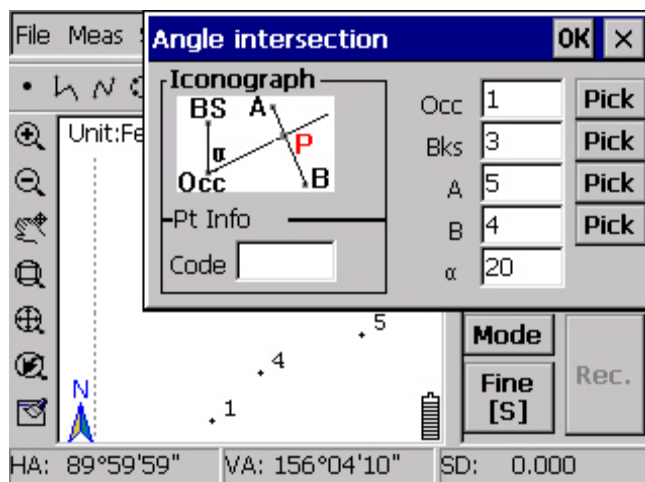 File Meas
Angle intersection OK ×
Iconograph
BS A
α P
Occ B
Pt Info
Code
Occ 1 Pick
Bks 3 Pick
A 5 Pick
B 4 Pick
α 20
Unit:Fe
5
4
1
N
Mode
Fine
[S]
Rec.
HA: 89°59'59" VA: 156°04'10" SD: 0.000